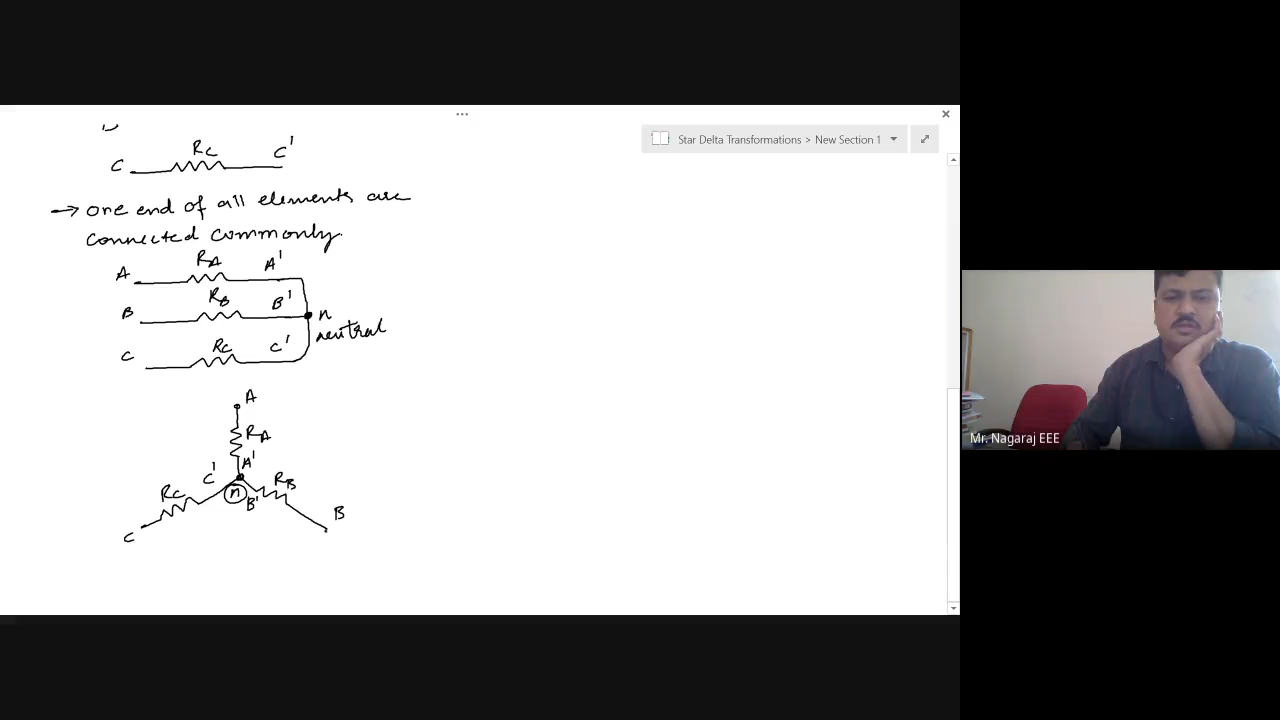 Star Delta Transformations > New Section 1
C RC C'
→ one end of all elements are
connected commonly.
A RA A'
B RB B' n
neutral
C RC C'
A
RA
C' A' RB
RC n B' B
C
Mr. Nagaraj EEE